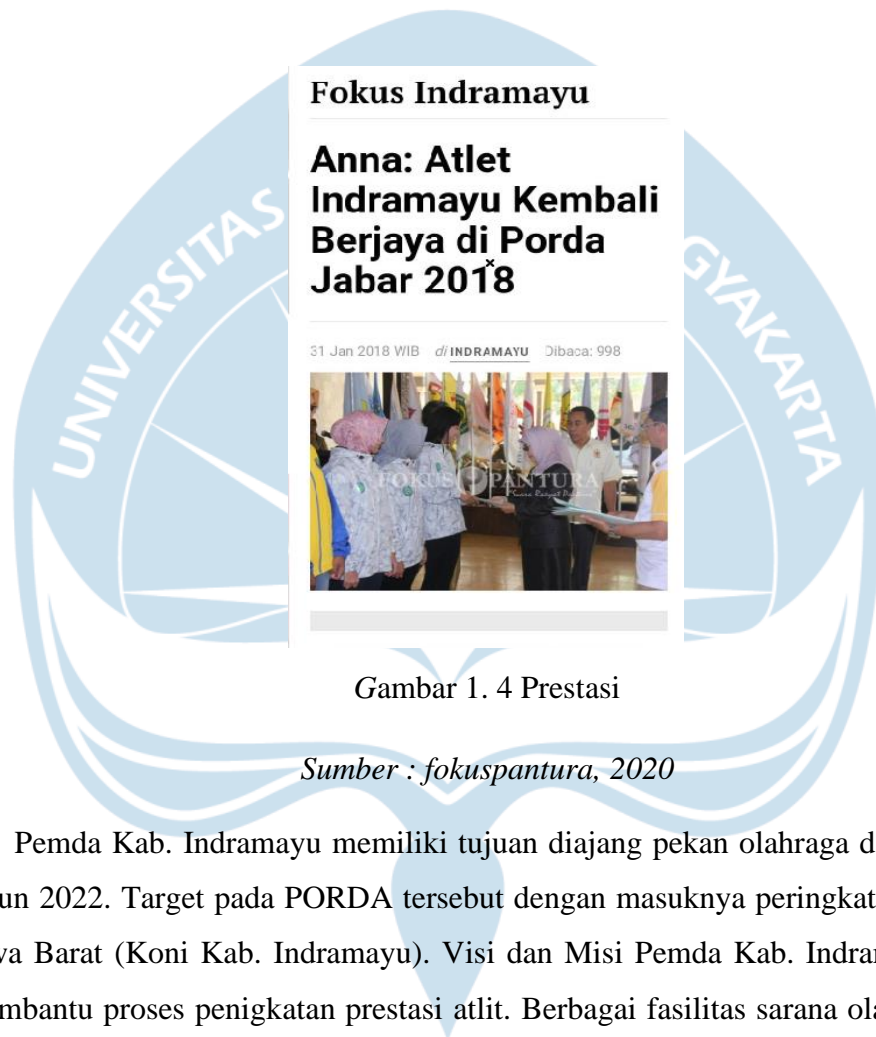 Fokus Indramayu
Anna: Atlet
Indramayu Kembali
Berjaya di Porda
Jabar 2018
31 Jan 2018 WIB di INDRAMAYU Dibaca: 998
FOKUS PANTURA
UNIVERSITAS
GYAKARTA
Gambar 1. 4 Prestasi
Sumber : fokuspantura, 2020
Pemda Kab. Indramayu memiliki tujuan diajang pekan olahraga d
un 2022. Target pada PORDA tersebut dengan masuknya peringkat
va Barat (Koni Kab. Indramayu). Visi dan Misi Pemda Kab. Indra
mbantu proses penigkatan prestasi atlit. Berbagai fasilitas sarana ola